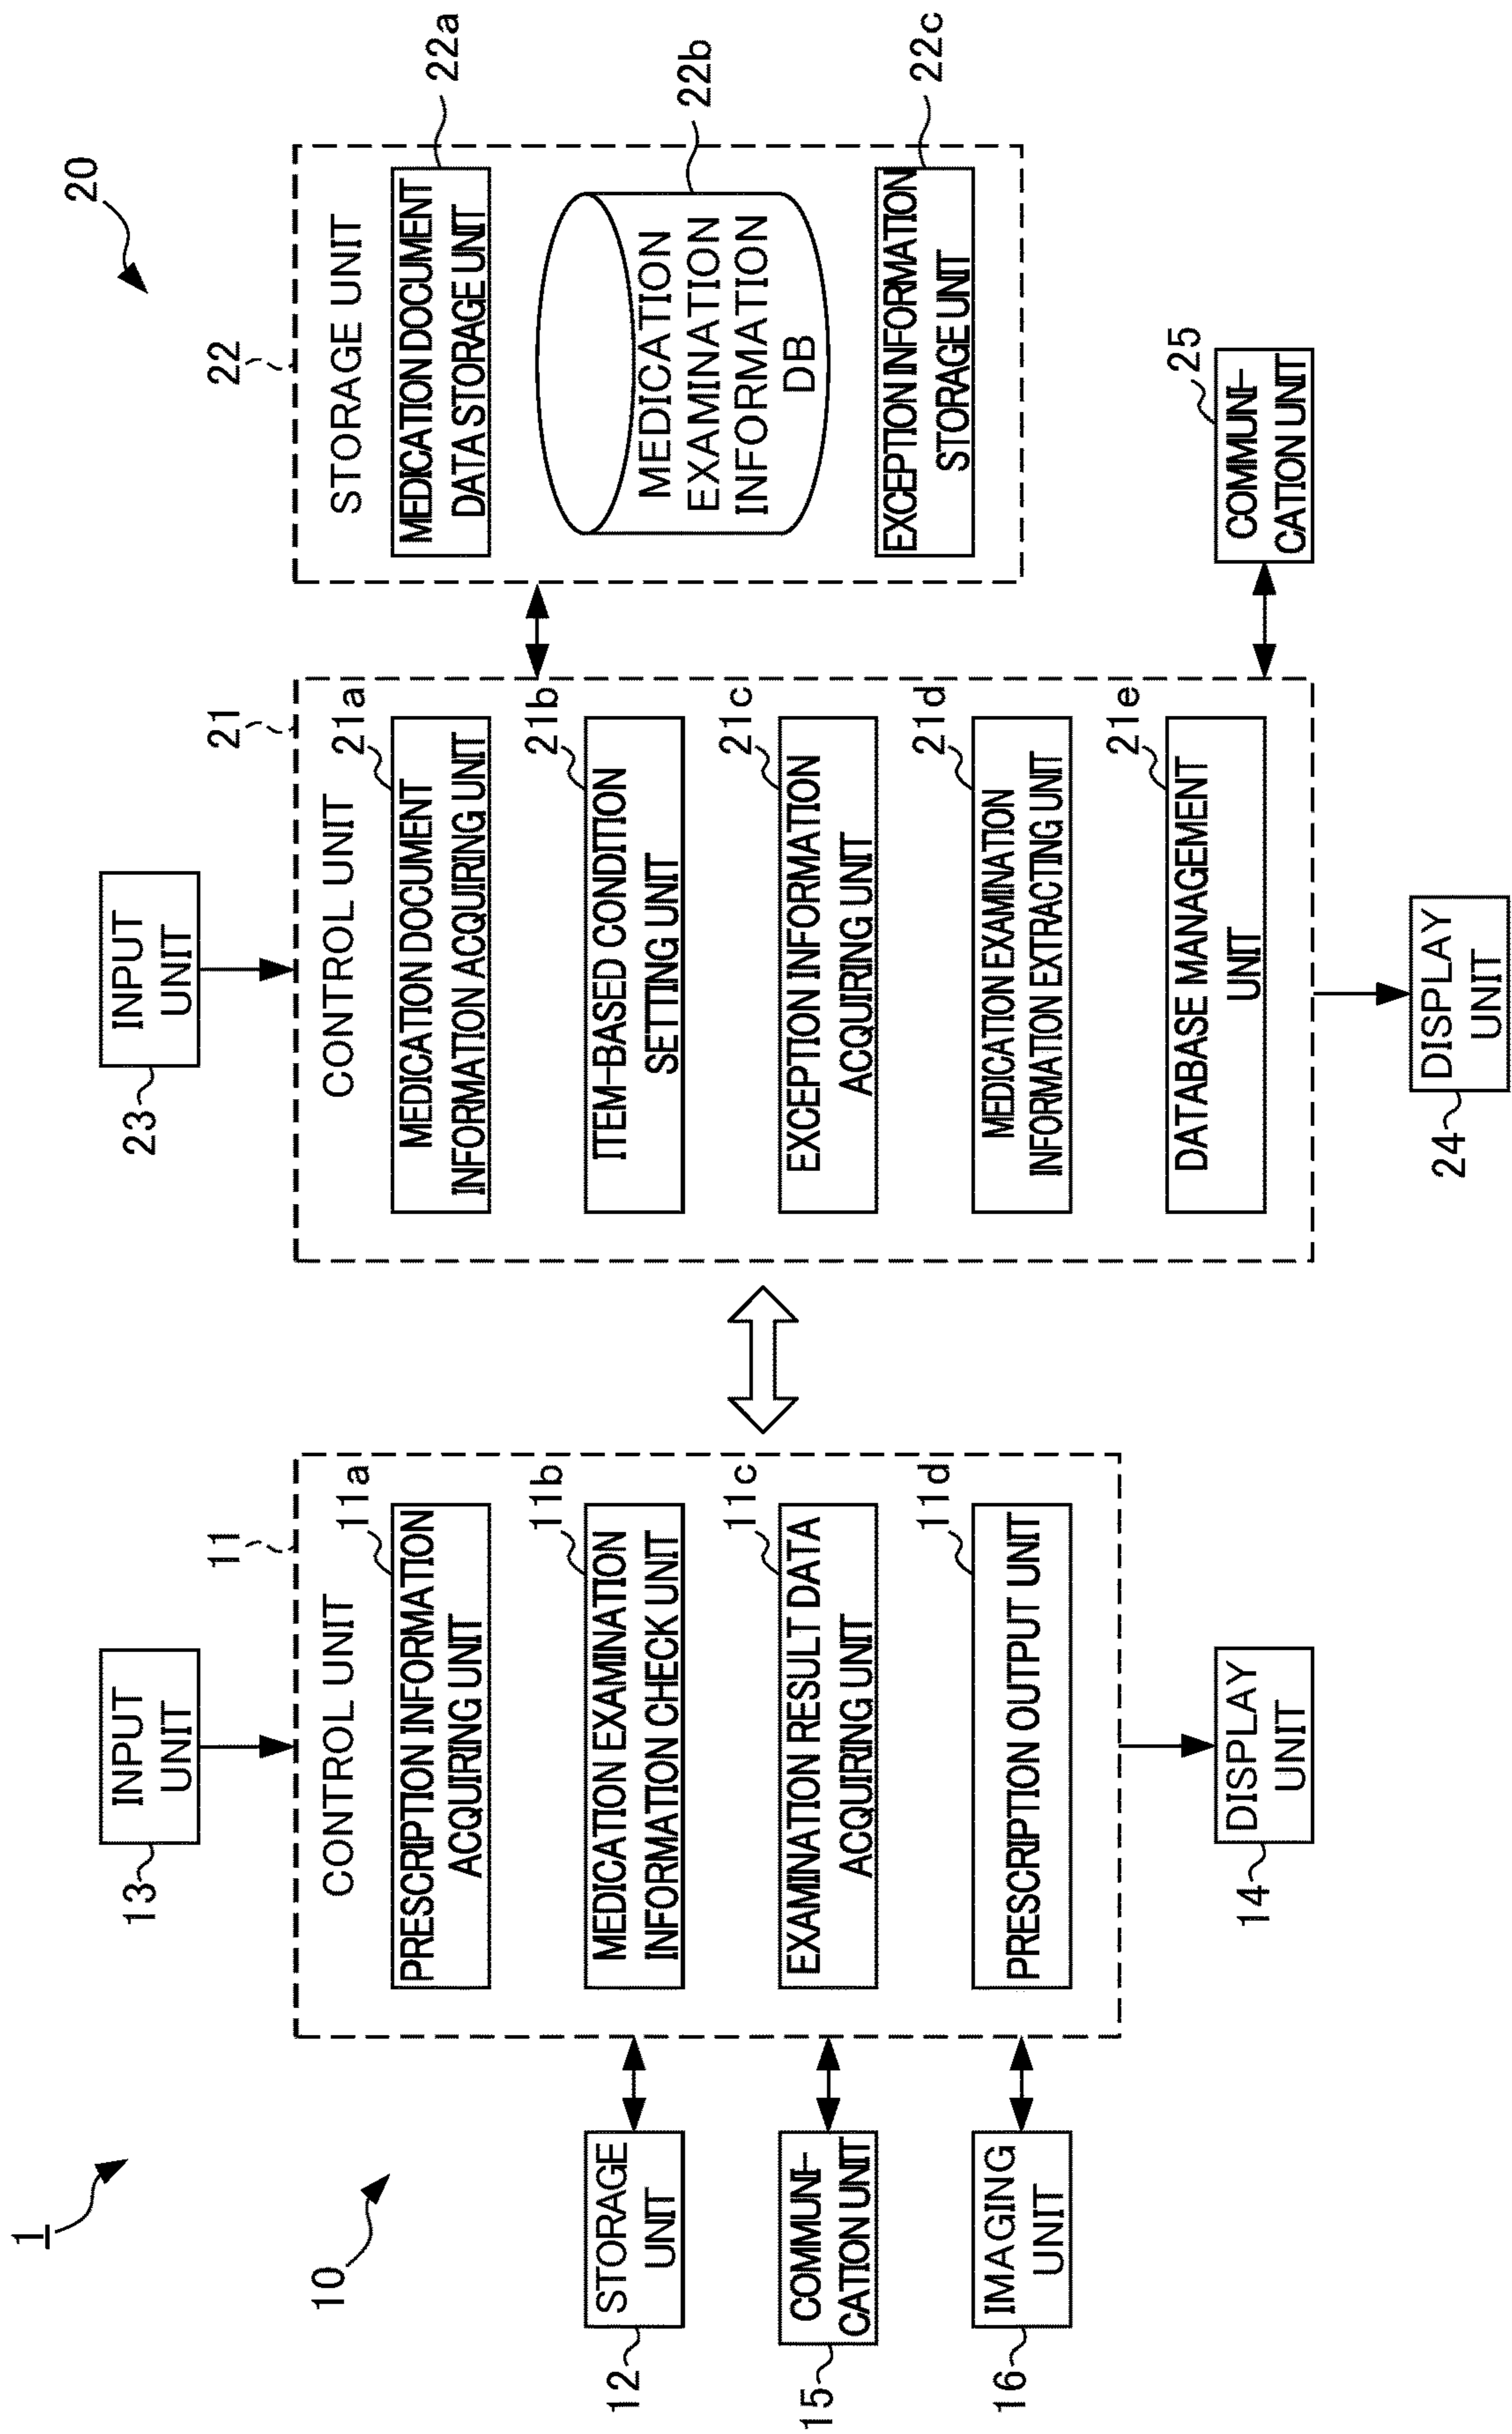 1
10
20
13
INPUT
UNIT
11
CONTROL UNIT
11a
PRESCRIPTION INFORMATION
ACQUIRING UNIT
11b
MEDICATION EXAMINATION
INFORMATION CHECK UNIT
11c
EXAMINATION RESULT DATA
ACQUIRING UNIT
11d
PRESCRIPTION OUTPUT UNIT
12
STORAGE
UNIT
15
COMMUNI-
CATION UNIT
16
IMAGING
UNIT
14
DISPLAY
UNIT
23
INPUT
UNIT
21
CONTROL UNIT
21a
MEDICATION DOCUMENT
INFORMATION ACQUIRING UNIT
21b
ITEM-BASED CONDITION
SETTING UNIT
21c
EXCEPTION INFORMATION
ACQUIRING UNIT
21d
MEDICATION EXAMINATION
INFORMATION EXTRACTING UNIT
21e
DATABASE MANAGEMENT
UNIT
24
DISPLAY
UNIT
22
STORAGE UNIT
22a
MEDICATION DOCUMENT
DATA STORAGE UNIT
22b
MEDICATION
EXAMINATION
INFORMATION
DB
22c
EXCEPTION INFORMATION
STORAGE UNIT
25
COMMUNI-
CATION UNIT